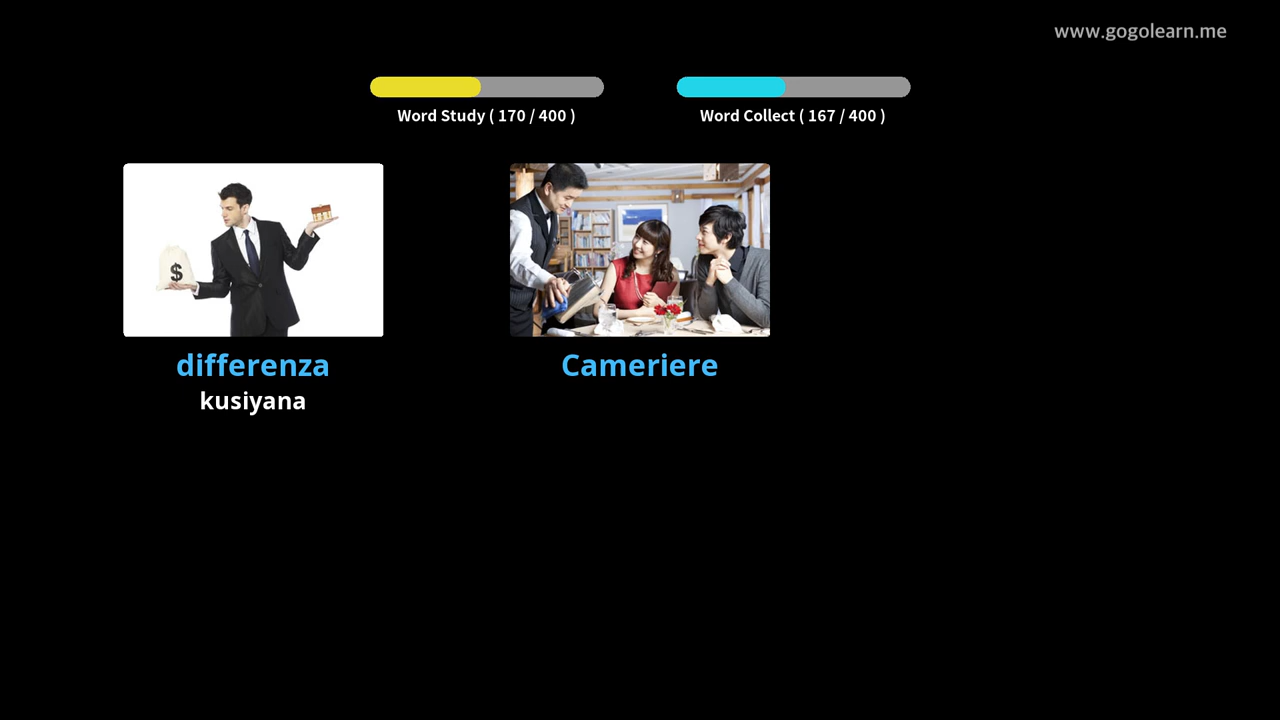 www.gogolearn.me
Word Study ( 170 / 400 )
Word Collect ( 167 / 400 )
$
differenza
Cameriere
kusiyana